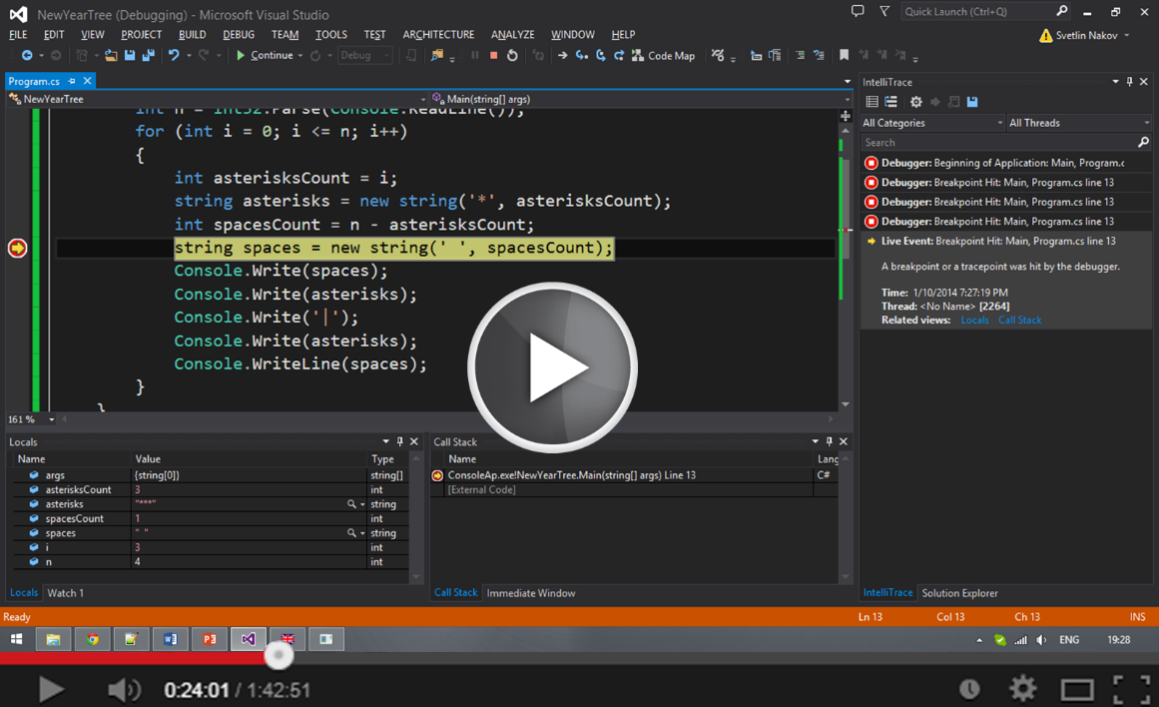 NewYearTree (Debugging) - Microsoft Visual Studio
Quick Launch (Ctrl+Q)
FILE EDIT VIEW PROJECT BUILD DEBUG TEAM TOOLS TEST ARCHITECTURE ANALYZE WINDOW HELP
Svetlin Nakov
Continue Debug Code Map
Program.cs
NewYearTree Main(string[] args)
int n = int32.Parse(Console.ReadLine());
for (int i = 0; i <= n; i++)
{
int asterisksCount = i;
string asterisks = new string('*', asterisksCount);
int spacesCount = n - asterisksCount;
string spaces = new string(' ', spacesCount);
Console.Write(spaces);
Console.Write(asterisks);
Console.Write('|');
Console.Write(asterisks);
Console.WriteLine(spaces);
}
}
161 %
IntelliTrace
All Categories All Threads
Search
Debugger: Beginning of Application: Main, Program.c
Debugger: Breakpoint Hit: Main, Program.cs line 13
Debugger: Breakpoint Hit: Main, Program.cs line 13
Debugger: Breakpoint Hit: Main, Program.cs line 13
Live Event: Breakpoint Hit: Main, Program.cs line 13
A breakpoint or a tracepoint was hit by the debugger.
Time: 1/10/2014 7:27:19 PM
Thread: <No Name> [2264]
Related views: Locals Call Stack
Locals
Name Value Type
args {string[0]} string[]
asterisksCount 3 int
asterisks "***" string
spacesCount 1 int
spaces " " string
i 3 int
n 4 int
Locals Watch 1
Call Stack
Name Lang
ConsoleAp.exe!NewYearTree.Main(string[] args) Line 13 C#
[External Code]
Call Stack Immediate Window
IntelliTrace Solution Explorer
Ready Ln 13 Col 13 Ch 13 INS
ENG 19:28
0:24:01 / 1:42:51